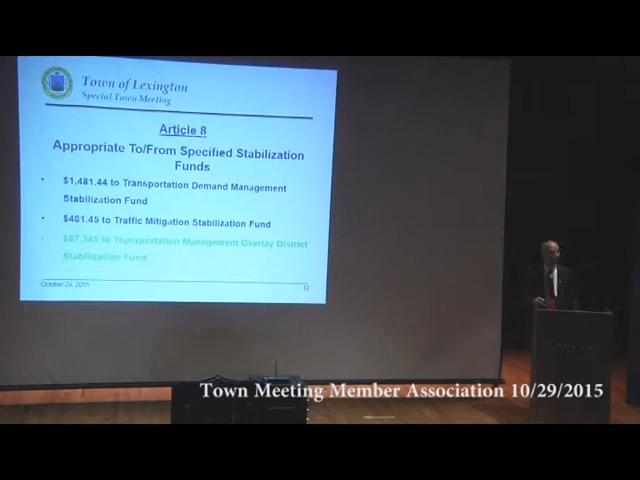 Town of Lexington
Special Town Meeting
Article 8
Appropriate To/From Specified Stabilization
Funds
• $1,481.44 to Transportation Demand Management
Stabilization Fund
• $481.45 to Traffic Mitigation Stabilization Fund
• $87,345 to Transportation Management Overlay District
Stabilization Fund
October 29, 2015
Town Meeting Member Association 10/29/2015